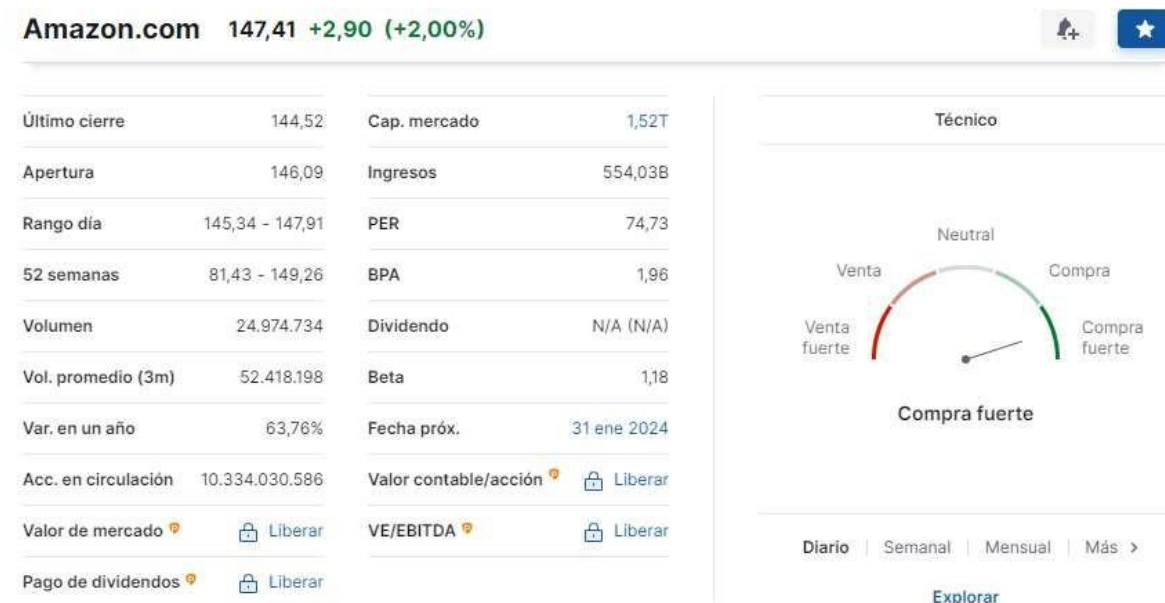 Amazon.com 147,41 +2,90 (+2,00%)
Último cierre 144,52
Apertura 146,09
Rango día 145,34 - 147,91
52 semanas 81,43 - 149,26
Volumen 24.974.734
Vol. promedio (3m) 52.418.198
Var. en un año 63,76%
Acc. en circulación 10.334.030.586
Valor de mercado Liberar
Pago de dividendos Liberar
Cap. mercado 1,52T
Ingresos 554,03B
PER 74,73
BPA 1,96
Dividendo N/A (N/A)
Beta 1,18
Fecha próx. 31 ene 2024
Valor contable/acción Liberar
VE/EBITDA Liberar
Técnico
Neutral
Venta Compra
Venta fuerte
Compra fuerte
Compra fuerte
Diario Semanal Mensual Más >
Explorar